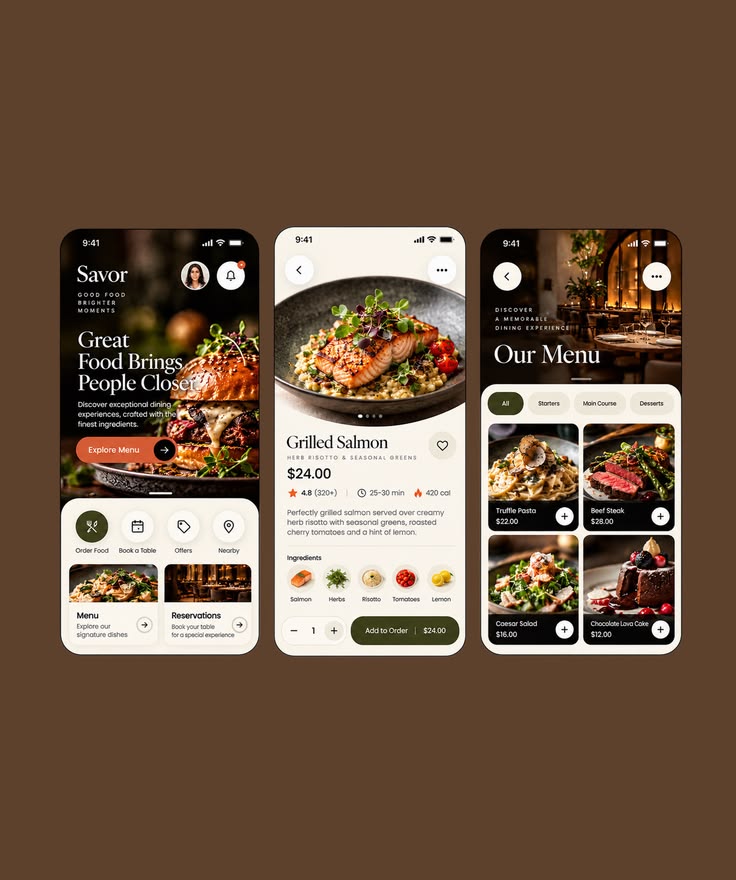 9:41
Savor
GOOD FOOD
BRIGHTER
MOMENTS
Great
Food Brings
People Closer
Discover exceptional dining
experiences, crafted with the
finest ingredients.
Explore Menu
Order Food
Book a Table
Offers
Nearby
Menu
Explore our
signature dishes
Reservations
Book your table
for a special experience
9:41
Grilled Salmon
HERB RISOTTO & SEASONAL GREENS
$24.00
4.8 (320+)
25-30 min
420 cal
Perfectly grilled salmon served over creamy
herb risotto with seasonal greens, roasted
cherry tomatoes and a hint of lemon.
Ingredients
Salmon
Herbs
Risotto
Tomatoes
Lemon
1
Add to Order | $24.00
9:41
DISCOVER
A MEMORABLE
DINING EXPERIENCE
Our Menu
All
Starters
Main Course
Desserts
Truffle Pasta
$22.00
Beef Steak
$28.00
Caesar Salad
$16.00
Chocolate Lava Cake
$12.00